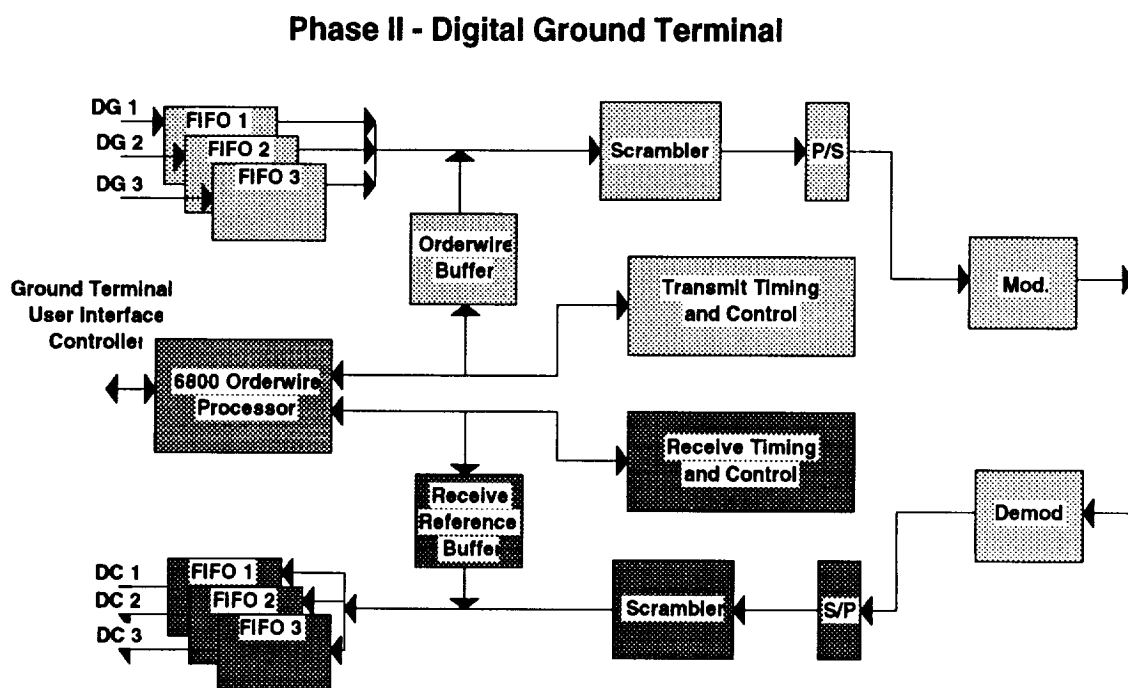 Phase II - Digital Ground Terminal
DG 1
FIFO 1
DG 2
FIFO 2
DG 3
FIFO 3
Scrambler
P/S
Orderwire
Buffer
Transmit Timing
and Control
Mod.
Ground Terminal
User Interface
Controller
6800 Orderwire
Processor
Receive Timing
and Control
Receive
Reference
Buffer
Demod
DC 1
FIFO 1
DC 2
FIFO 2
DC 3
FIFO 3
Scrambler
S/P